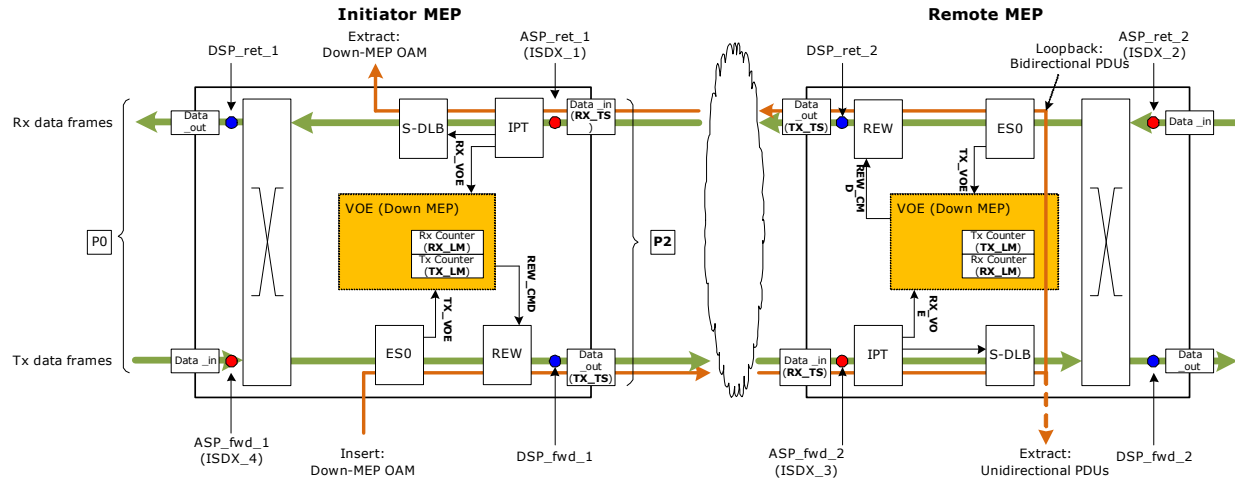 Initiator MEP
Remote MEP
Extract:
Down-MEP OAM
DSP_ret_1
ASP_ret_1
(ISDX_1)
DSP_ret_2
Loopback:
Bidirectional PDUs
ASP_ret_2
(ISDX_2)
Rx data frames
Data
_out
S-DLB
IPT
Data _in
(RX_TS
)
Data
_out
(TX_TS)
REW
ES0
Data _in
RX_VOE
REW_CM
D
TX_VOE
P0
VOE (Down MEP)
Rx Counter
(RX_LM)
Tx Counter
(TX_LM)
P2
VOE (Down MEP)
Tx Counter
(TX_LM)
Rx Counter
(RX_LM)
TX_VOE
REW_CMD
RX_VO
E
Tx data frames
Data _in
ES0
REW
Data
_out
(TX_TS)
Data _in
(RX_TS)
IPT
S-DLB
Data
_out
ASP_fwd_1
(ISDX_4)
Insert:
Down-MEP OAM
DSP_fwd_1
ASP_fwd_2
(ISDX_3)
Extract:
Unidirectional PDUs
DSP_fwd_2